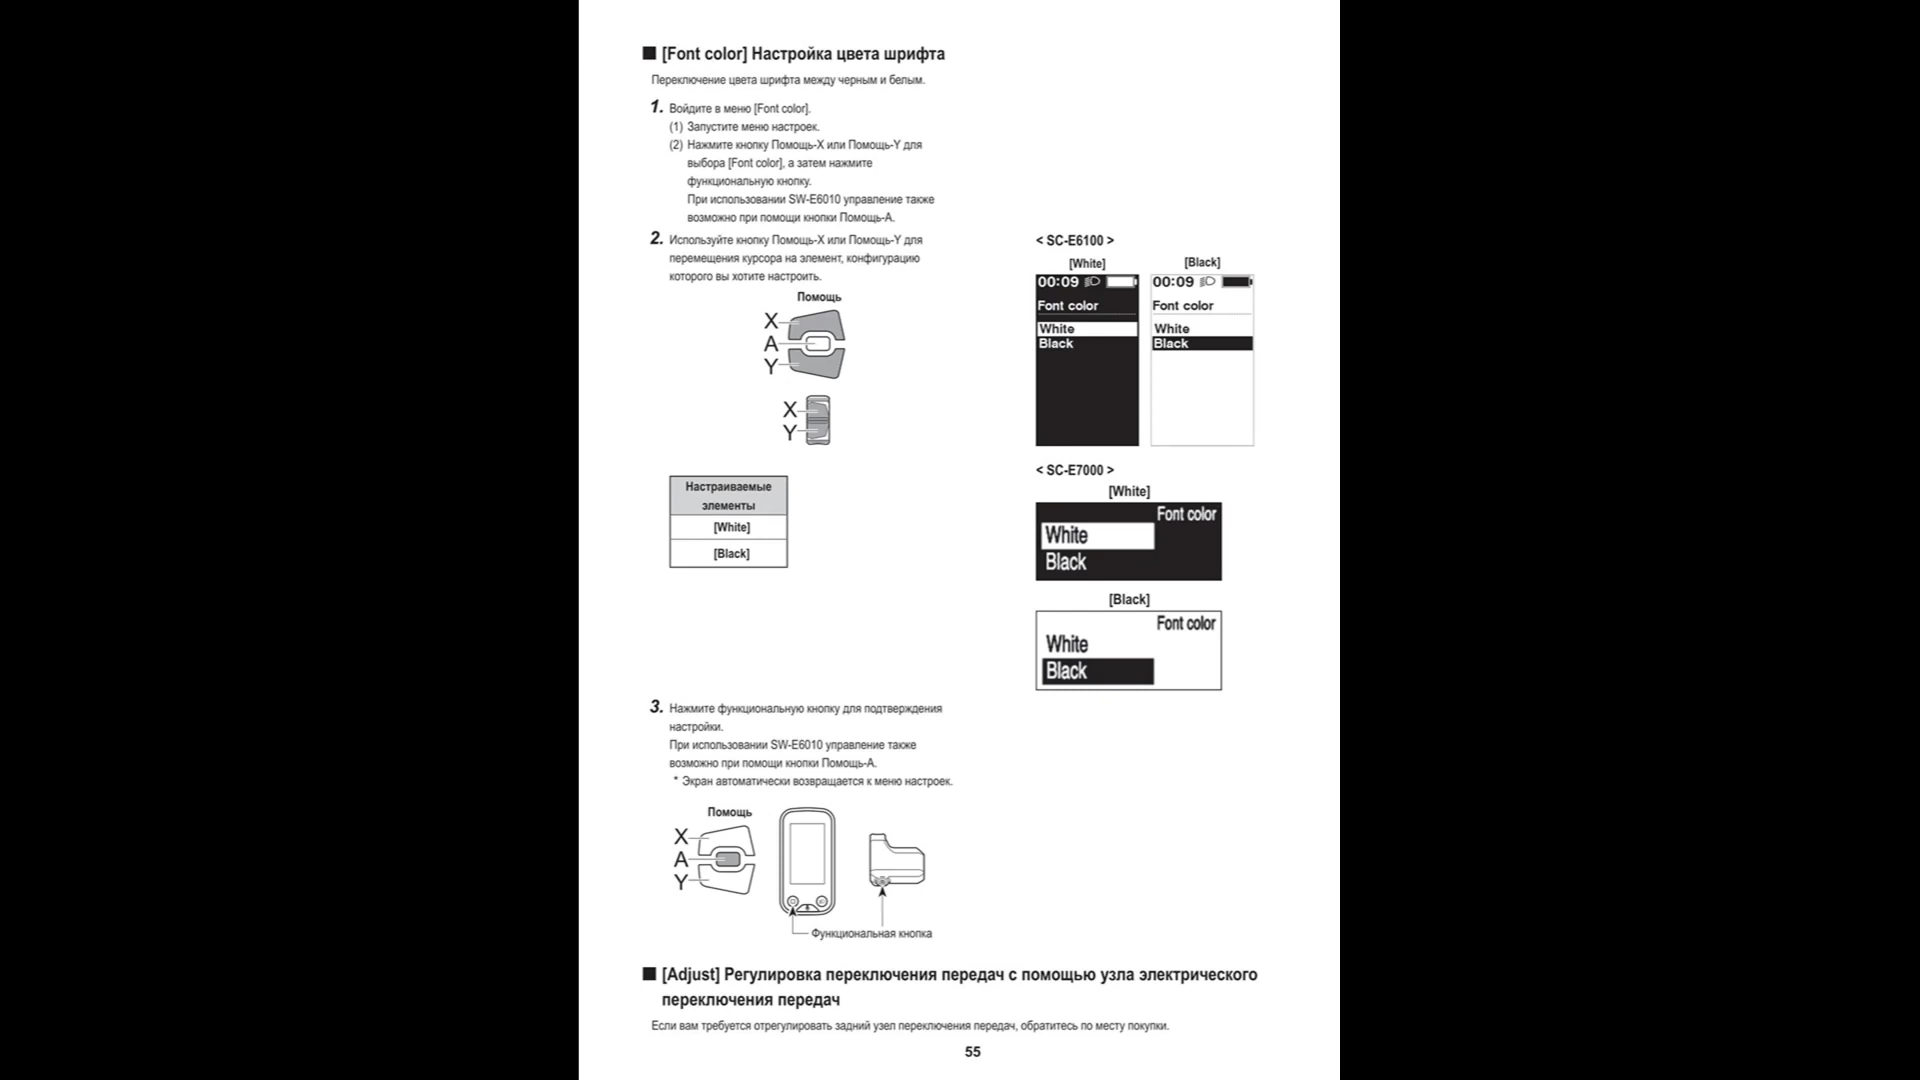 [Font color] Настройка цвета шрифта
Переключение цвета шрифта между черным и белым.
1. Войдите в меню [Font color].
(1) Запустите меню настроек.
(2) Нажмите кнопку Помощь-X или Помощь-Y для
выбора [Font color], а затем нажмите
функциональную кнопку.
При использовании SW-E6010 управление также
возможно при помощи кнопки Помощь-A.
2. Используйте кнопку Помощь-X или Помощь-Y для
перемещения курсора на элемент, конфигурацию
которого вы хотите настроить.
Помощь
X
A
Y
X
Y
Настраиваемые
элементы
[White]
[Black]
< SC-E6100 >
[White]
00:09
Font color
White
Black
[Black]
00:09
Font color
White
Black
< SC-E7000 >
[White]
Font color
White
Black
[Black]
Font color
White
Black
3. Нажмите функциональную кнопку для подтверждения
настройки.
При использовании SW-E6010 управление также
возможно при помощи кнопки Помощь-A.
* Экран автоматически возвращается к меню настроек.
Помощь
X
A
Y
Функциональная кнопка
[Adjust] Регулировка переключения передач с помощью узла электрического
переключения передач
Если вам требуется отрегулировать задний узел переключения передач, обратитесь по месту покупки.
55